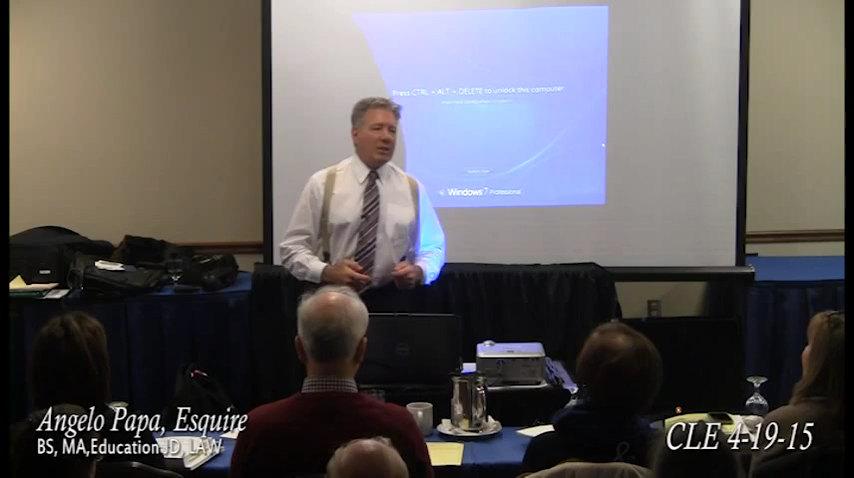 Press CTRL + ALT + DELETE to unlock this computer
Windows 7 Professional
Angelo Papa, Esquire
BS, MA,Education JD, LAW
CLE 4-19-15